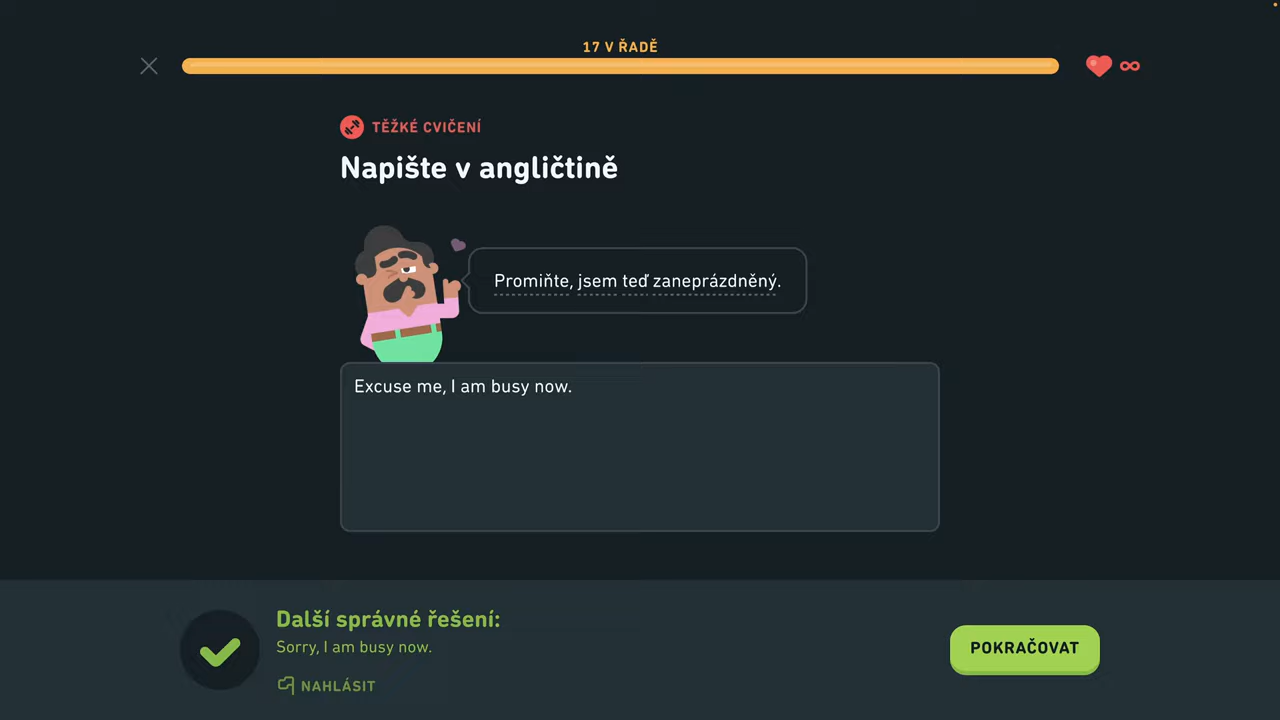 17 V ŘADĚ
∞
TĚŽKÉ CVIČENÍ
Napište v angličtině
Promiňte, jsem teď zaneprázdněný.
Excuse me, I am busy now.
Další správné řešení:
Sorry, I am busy now.
NAHLÁSIT
POKRAČOVAT